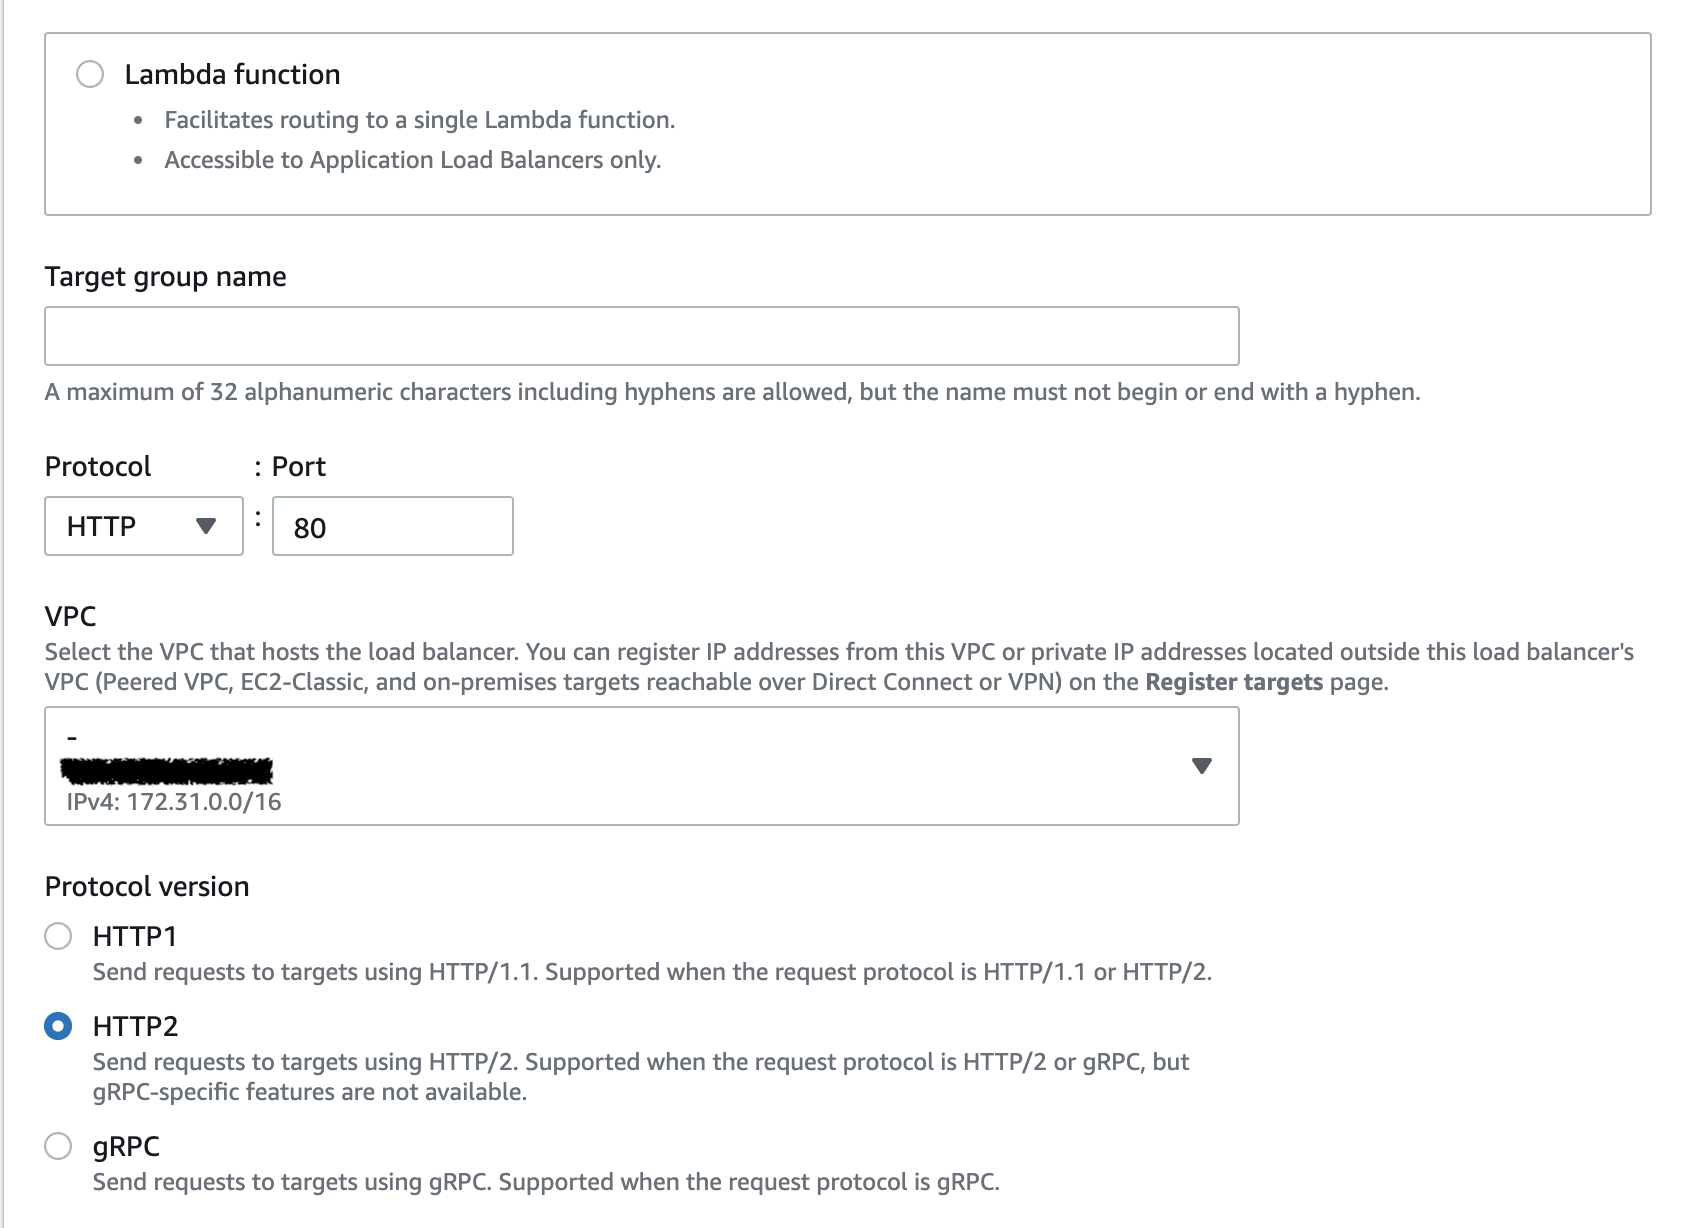 Lambda function
• Facilitates routing to a single Lambda function.
• Accessible to Application Load Balancers only.
Target group name
A maximum of 32 alphanumeric characters including hyphens are allowed, but the name must not begin or end with a hyphen.
Protocol : Port
HTTP : 80
VPC
Select the VPC that hosts the load balancer. You can register IP addresses from this VPC or private IP addresses located outside this load balancer's
VPC (Peered VPC, EC2-Classic, and on-premises targets reachable over Direct Connect or VPN) on the Register targets page.
-
IPv4: 172.31.0.0/16
Protocol version
HTTP1
Send requests to targets using HTTP/1.1. Supported when the request protocol is HTTP/1.1 or HTTP/2.
HTTP2
Send requests to targets using HTTP/2. Supported when the request protocol is HTTP/2 or gRPC, but
gRPC-specific features are not available.
gRPC
Send requests to targets using gRPC. Supported when the request protocol is gRPC.